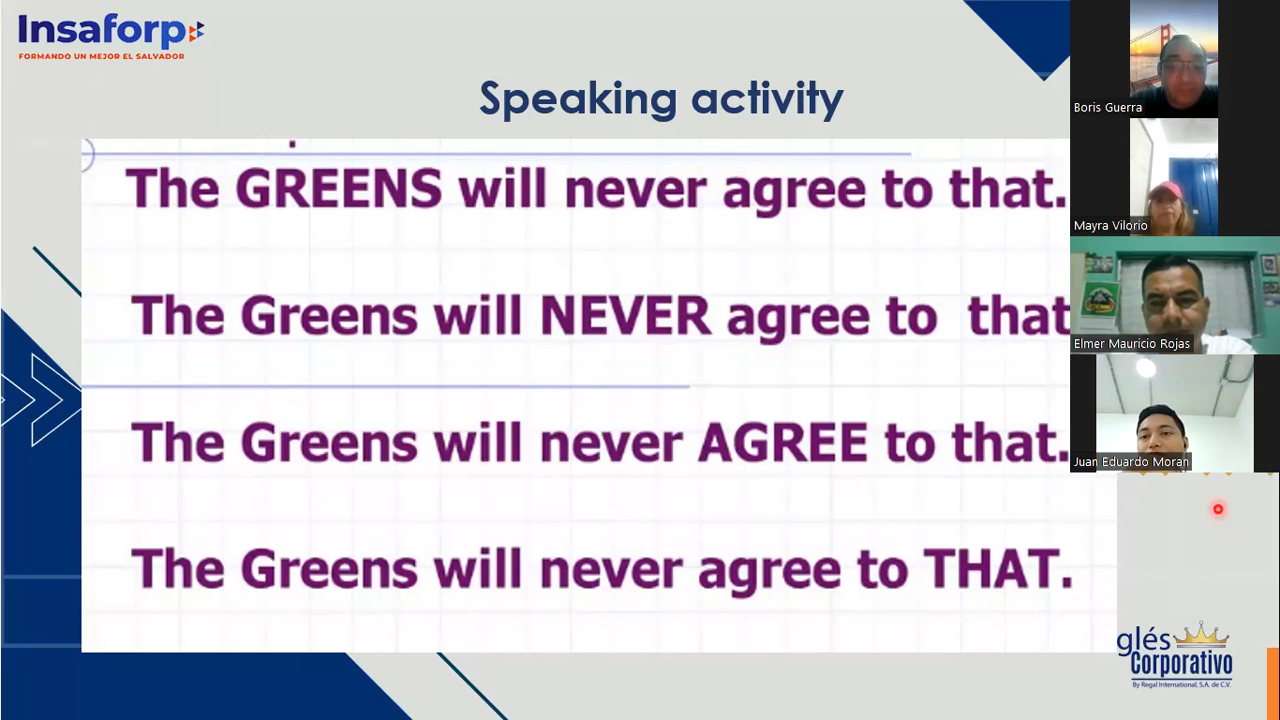 Insaforp
FORMANDO UN MEJOR EL SALVADOR
Speaking activity
The GREENS will never agree to that.
The Greens will NEVER agree to that
The Greens will never AGREE to that.
The Greens will never agree to THAT.
Boris Guerra
Mayra Vilorio
Elmer Mauricio Rojas
Juan Eduardo Moran
glés
Corporativo
By Regal International, S.A. de C.V.